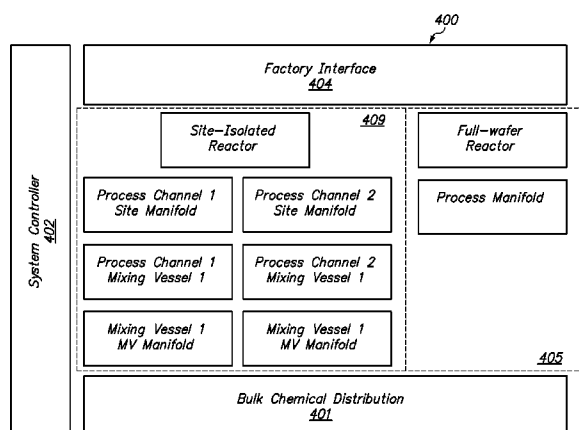 400
Factory Interface
404
409
Site-Isolated
Reactor
Full-wafer
Reactor
Process Channel 1
Site Manifold
Process Channel 2
Site Manifold
Process Manifold
System Controller
402
Process Channel 1
Mixing Vessel 1
Process Channel 2
Mixing Vessel 1
Mixing Vessel 1
MV Manifold
Mixing Vessel 1
MV Manifold
405
Bulk Chemical Distribution
401